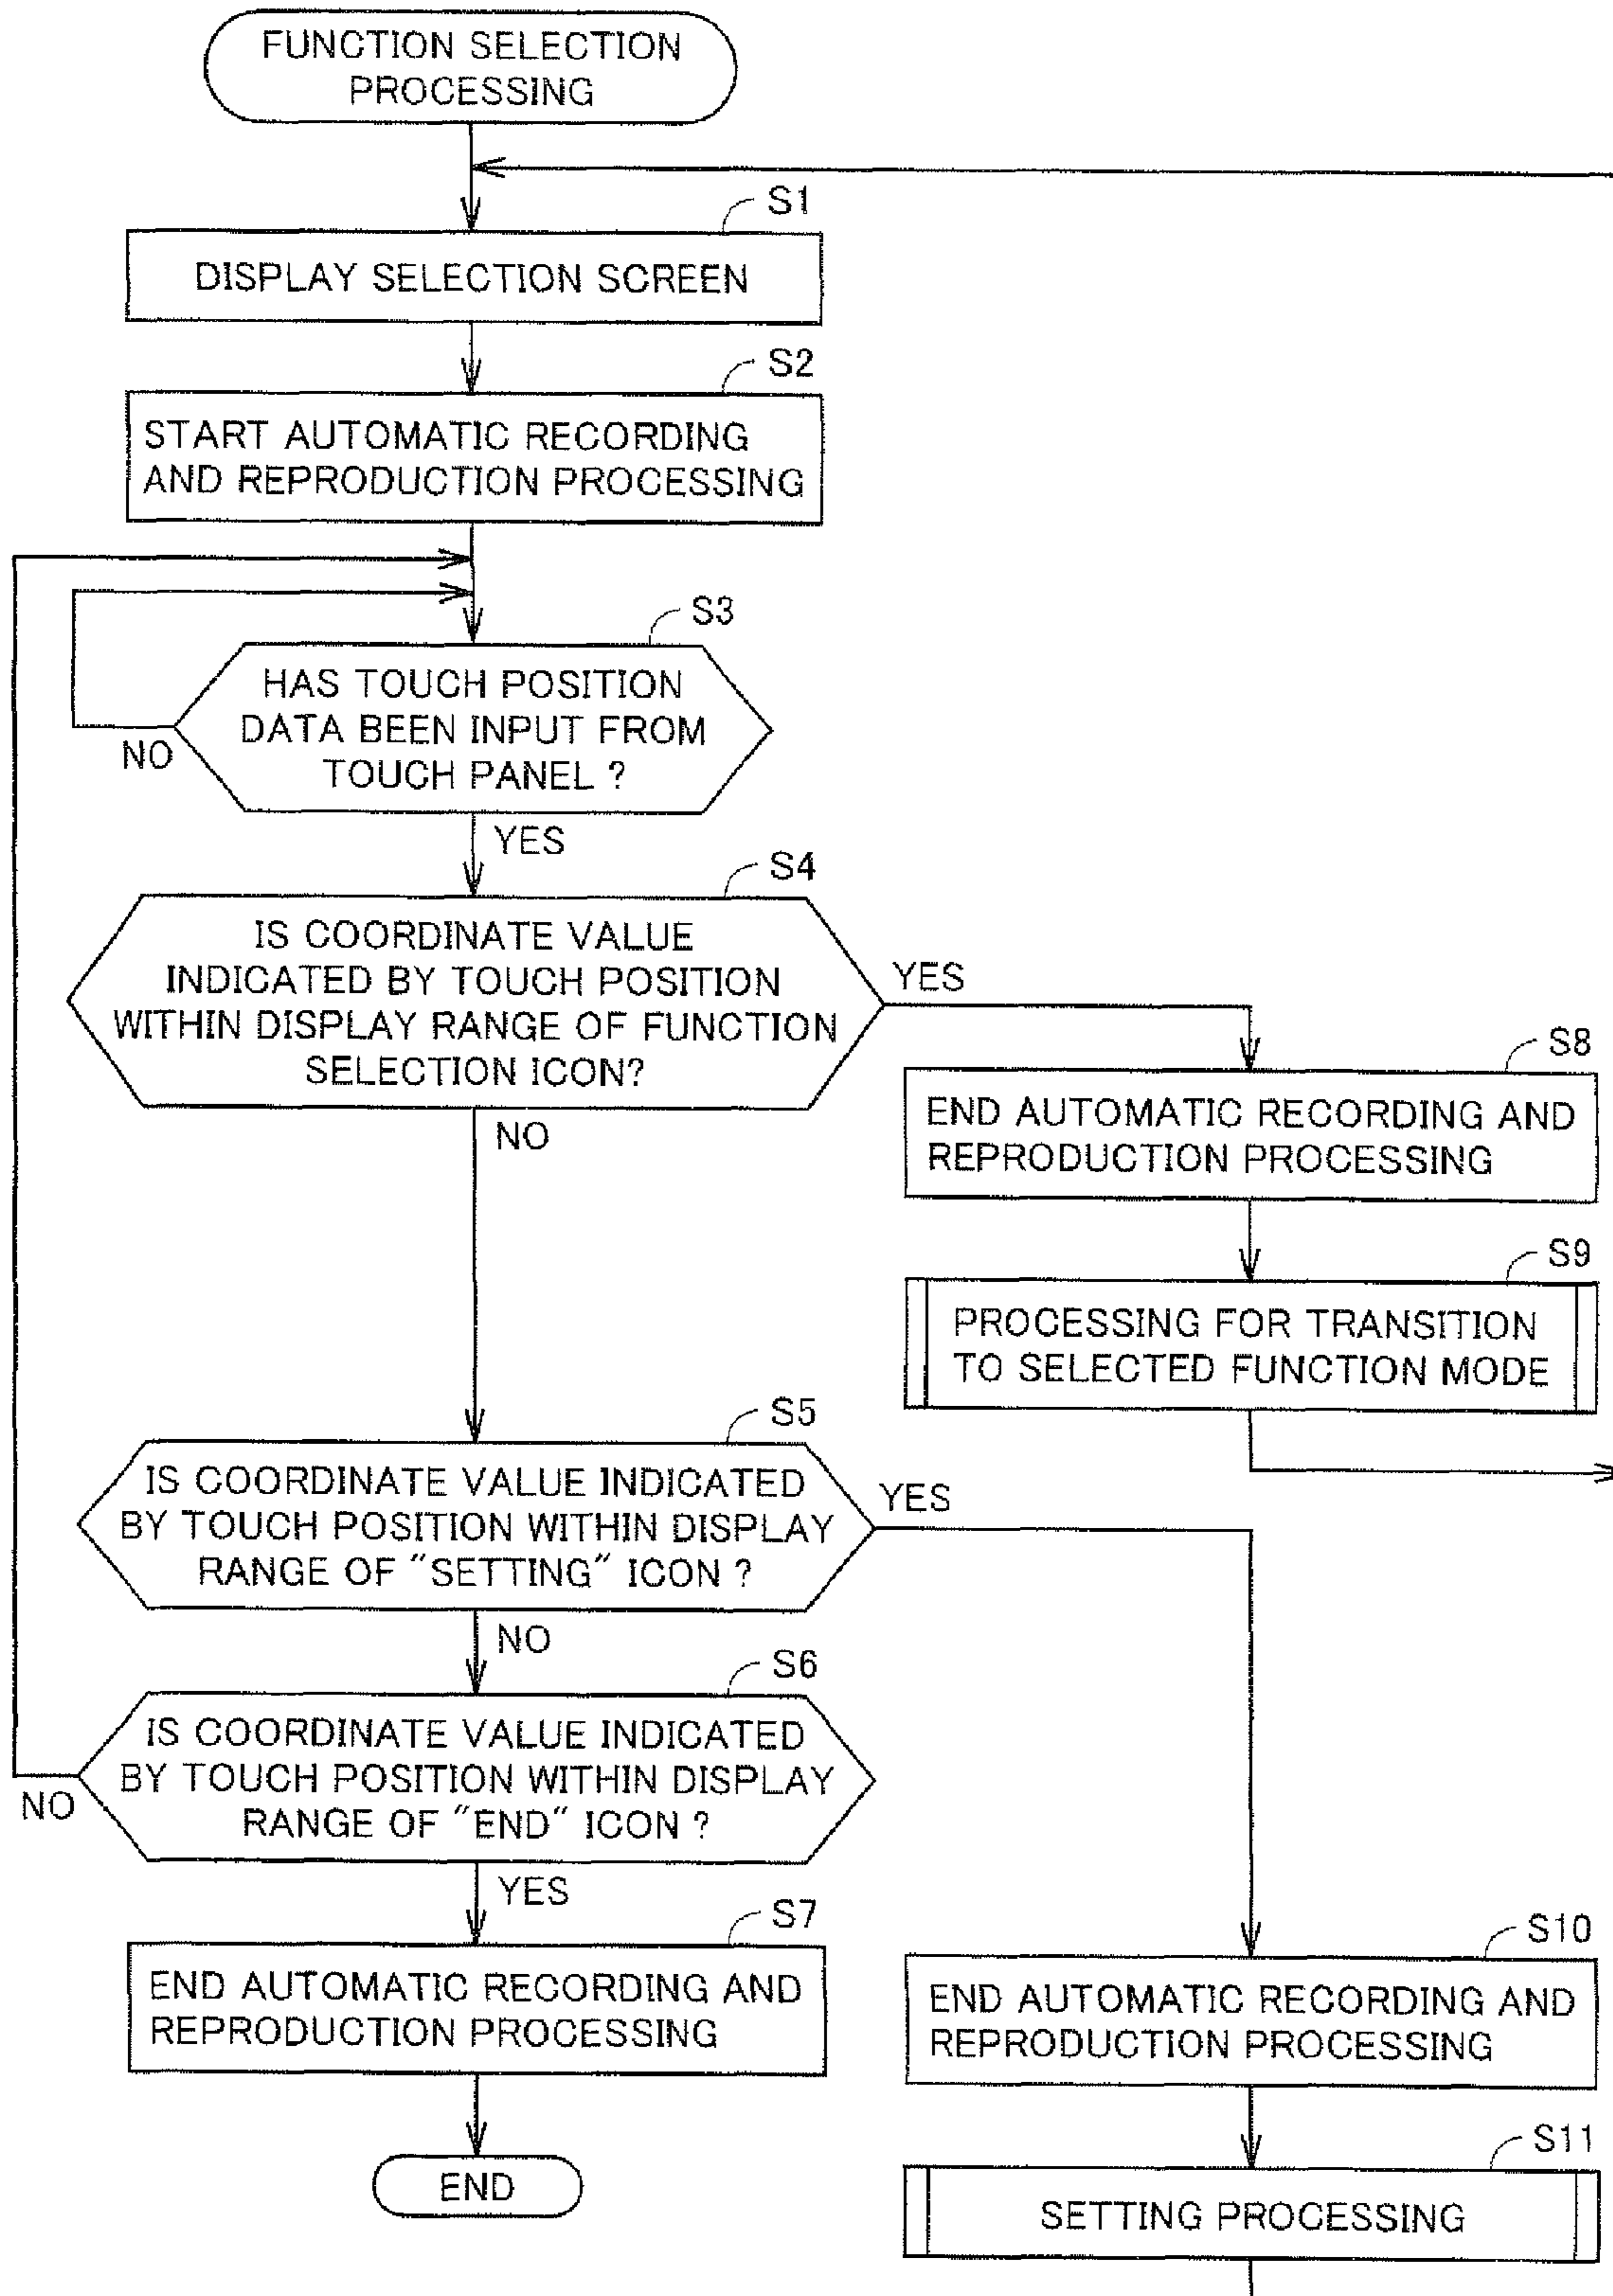 FUNCTION SELECTION
PROCESSING
S1
DISPLAY SELECTION SCREEN
S2
START AUTOMATIC RECORDING
AND REPRODUCTION PROCESSING
S3
HAS TOUCH POSITION
DATA BEEN INPUT FROM
TOUCH PANEL ?
NO
YES
S4
IS COORDINATE VALUE
INDICATED BY TOUCH POSITION
WITHIN DISPLAY RANGE OF FUNCTION
SELECTION ICON?
YES
NO
S8
END AUTOMATIC RECORDING AND
REPRODUCTION PROCESSING
S9
PROCESSING FOR TRANSITION
TO SELECTED FUNCTION MODE
S5
IS COORDINATE VALUE INDICATED
BY TOUCH POSITION WITHIN DISPLAY
RANGE OF "SETTING" ICON ?
YES
NO
S6
IS COORDINATE VALUE INDICATED
BY TOUCH POSITION WITHIN DISPLAY
RANGE OF "END" ICON ?
NO
YES
S7
END AUTOMATIC RECORDING AND
REPRODUCTION PROCESSING
END
S10
END AUTOMATIC RECORDING AND
REPRODUCTION PROCESSING
S11
SETTING PROCESSING